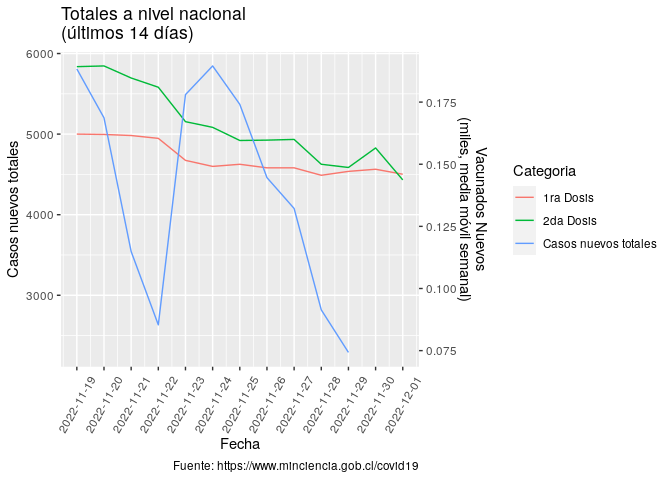 Totales a nivel nacional
(últimos 14 días)
6000
5000
4000
3000
Casos nuevos totales
0.175
0.150
0.125
0.100
0.075
Vacunados Nuevos
(miles, media móvil semanal)
2022-11-19
2022-11-20
2022-11-21
2022-11-22
2022-11-23
2022-11-24
2022-11-25
2022-11-26
2022-11-27
2022-11-28
2022-11-29
2022-11-30
2022-12-01
Fecha
Categoria
1ra Dosis
2da Dosis
Casos nuevos totales
Fuente: https://www.minciencia.gob.cl/covid19